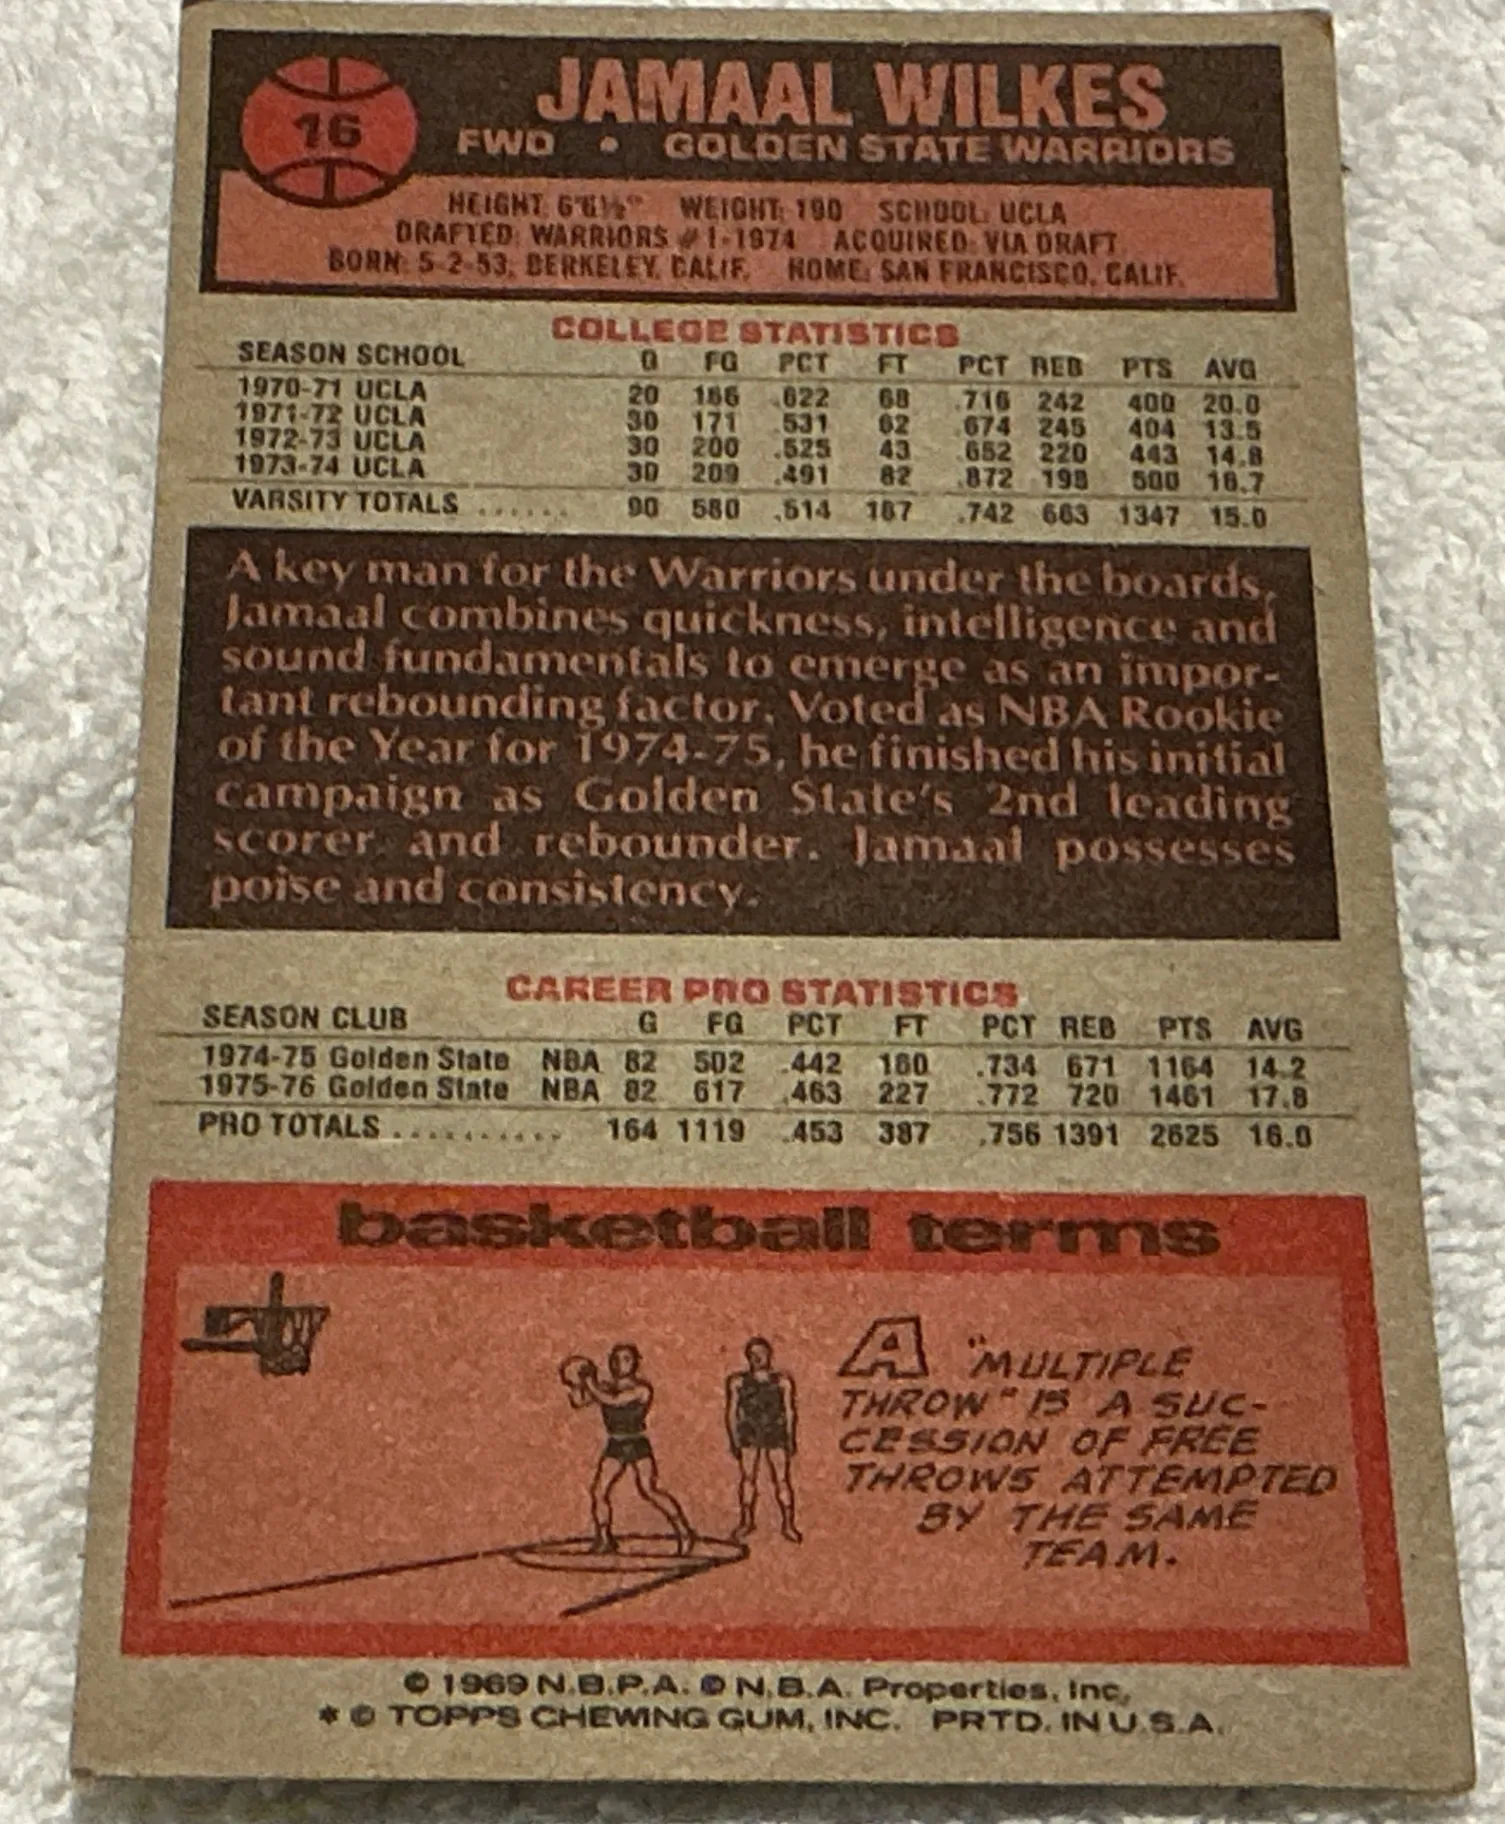 16
JAMAAL WILKES
FWD • GOLDEN STATE WARRIORS
HEIGHT: 6'6½" WEIGHT: 190 SCHOOL: UCLA
DRAFTED: WARRIORS #1-1974 ACQUIRED: VIA DRAFT
BORN: 5-2-53, BERKELEY, CALIF. HOME: SAN FRANCISCO, CALIF.
COLLEGE STATISTICS
SEASON SCHOOL G FG PCT FT PCT REB PTS AVG
1970-71 UCLA 20 166 .622 68 .716 242 400 20.0
1971-72 UCLA 30 171 .531 62 .674 245 404 13.5
1972-73 UCLA 30 200 .525 43 .652 220 443 14.8
1973-74 UCLA 30 209 .491 82 .872 198 500 16.7
VARSITY TOTALS ...... 90 580 .514 187 .742 663 1347 15.0
A key man for the Warriors under the boards,
Jamaal combines quickness, intelligence and
sound fundamentals to emerge as an impor-
tant rebounding factor. Voted as NBA Rookie
of the Year for 1974-75, he finished his initial
campaign as Golden State's 2nd leading
scorer and rebounder. Jamaal possesses
poise and consistency.
CAREER PRO STATISTICS
SEASON CLUB G FG PCT FT PCT REB PTS AVG
1974-75 Golden State NBA 82 502 .442 160 .734 671 1164 14.2
1975-76 Golden State NBA 82 617 .463 227 .772 720 1461 17.8
PRO TOTALS .......... 164 1119 .453 387 .756 1391 2625 16.0
basketball terms
A "MULTIPLE
THROW" IS A SUC-
CESSION OF FREE
THROWS ATTEMPTED
BY THE SAME
TEAM.
© 1969 N.B.P.A. © N.B.A. Properties, Inc.
* © TOPPS CHEWING GUM, INC. PRTD. IN U.S.A.